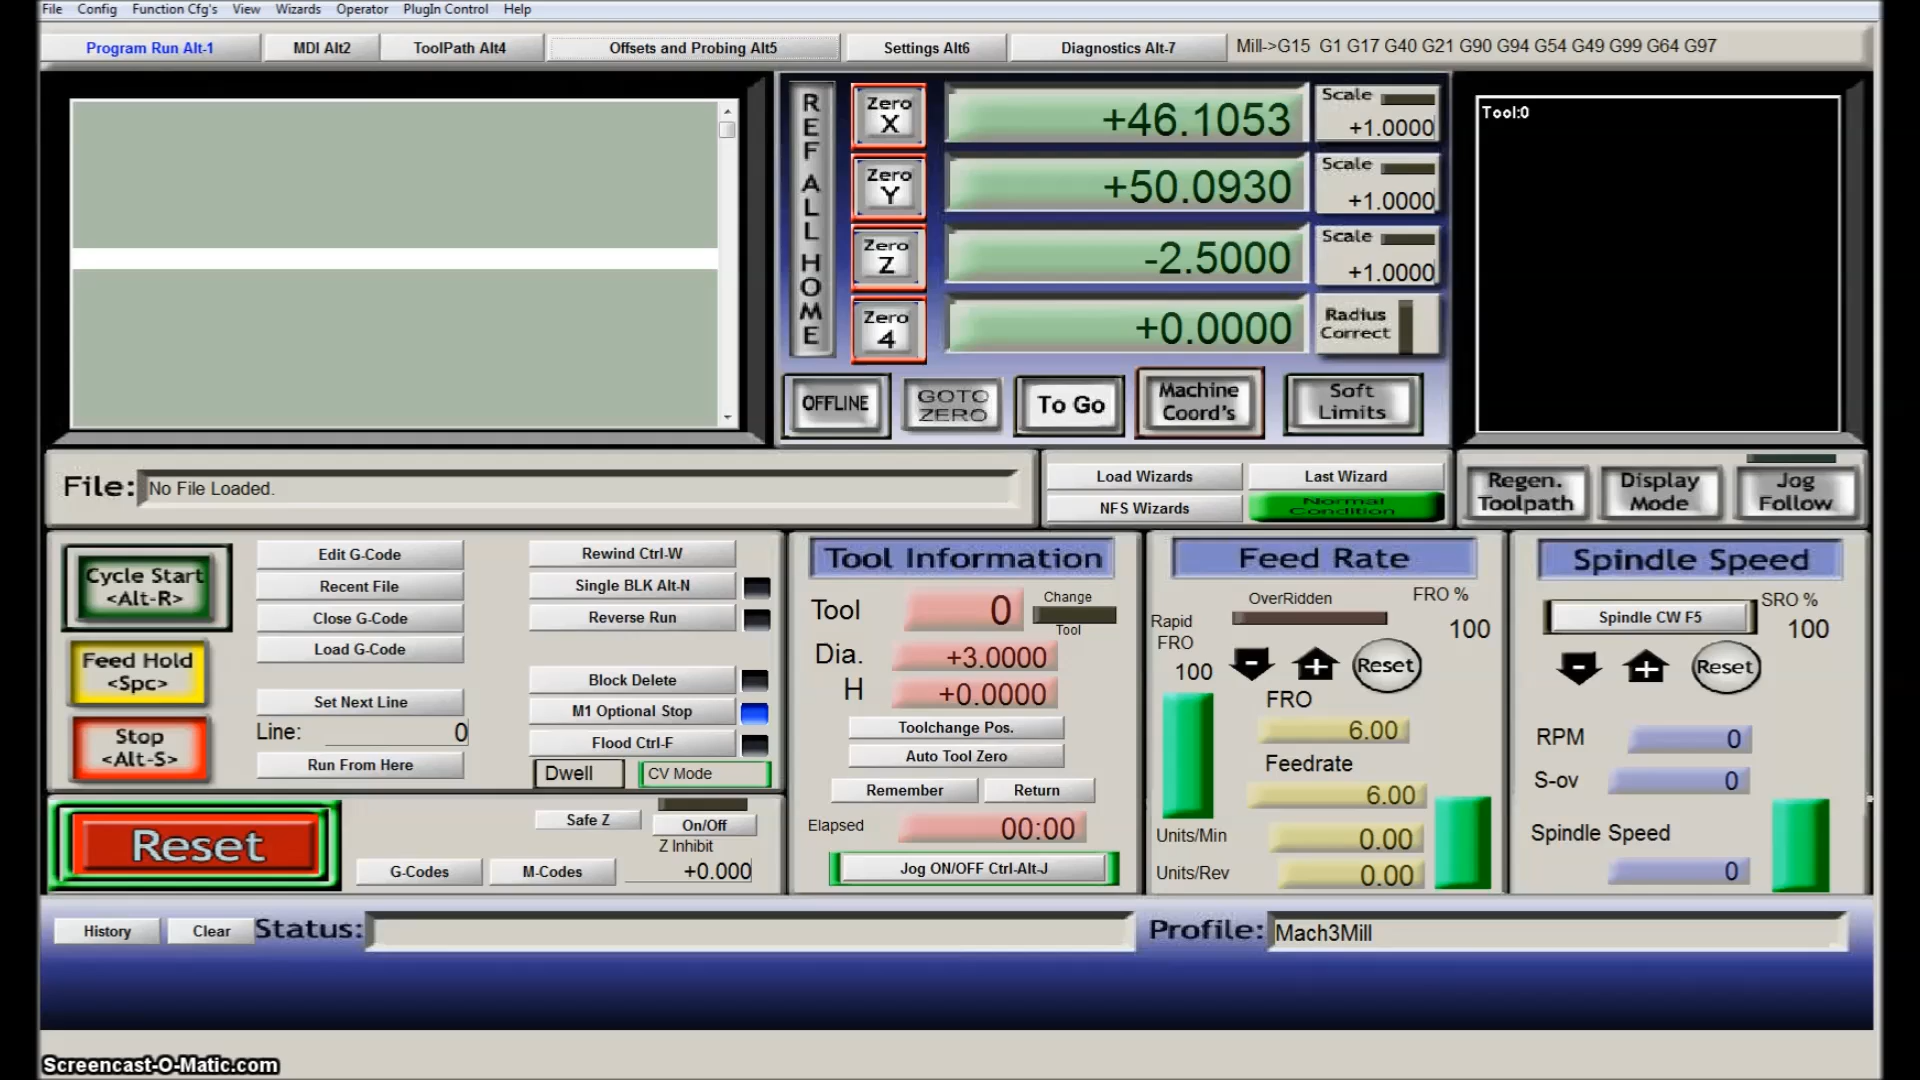 File Config Function Cfg's View Wizards Operator PlugIn Control Help
Program Run Alt-1 MDI Alt2 ToolPath Alt4 Offsets and Probing Alt5 Settings Alt6 Diagnostics Alt-7 Mill->G15 G1 G17 G40 G21 G90 G94 G54 G49 G99 G64 G97
REF ALL HOME
Zero X +46.1053 Scale +1.0000
Zero Y +50.0930 Scale +1.0000
Zero Z -2.5000 Scale +1.0000
Zero 4 +0.0000 Radius Correct
OFFLINE GOTO ZERO To Go Machine Coord's Soft Limits
Tool:0
File: No File Loaded.
Load Wizards Last Wizard
NFS Wizards Normal Condition
Regen. Toolpath Display Mode Jog Follow
Cycle Start <Alt-R>
Feed Hold <Spc>
Stop <Alt-S>
Edit G-Code
Recent File
Close G-Code
Load G-Code
Set Next Line
Line: 0
Run From Here
Rewind Ctrl-W
Single BLK Alt-N
Reverse Run
Block Delete
M1 Optional Stop
Flood Ctrl-F
Dwell CV Mode
Reset
G-Codes M-Codes
Safe Z On/Off
Z Inhibit
+0.000
Tool Information
Tool 0 Change Tool
Dia. +3.0000
H +0.0000
Toolchange Pos.
Auto Tool Zero
Remember Return
Elapsed 00:00
Jog ON/OFF Ctrl-Alt-J
Feed Rate
OverRidden FRO %
100
Rapid FRO
100
- + Reset
FRO
6.00
Feedrate
6.00
Units/Min 0.00
Units/Rev 0.00
Spindle Speed
Spindle CW F5 SRO %
100
- + Reset
RPM 0
S-ov 0
Spindle Speed
0
History Clear Status: Profile: Mach3Mill
Screencast-O-Matic.com